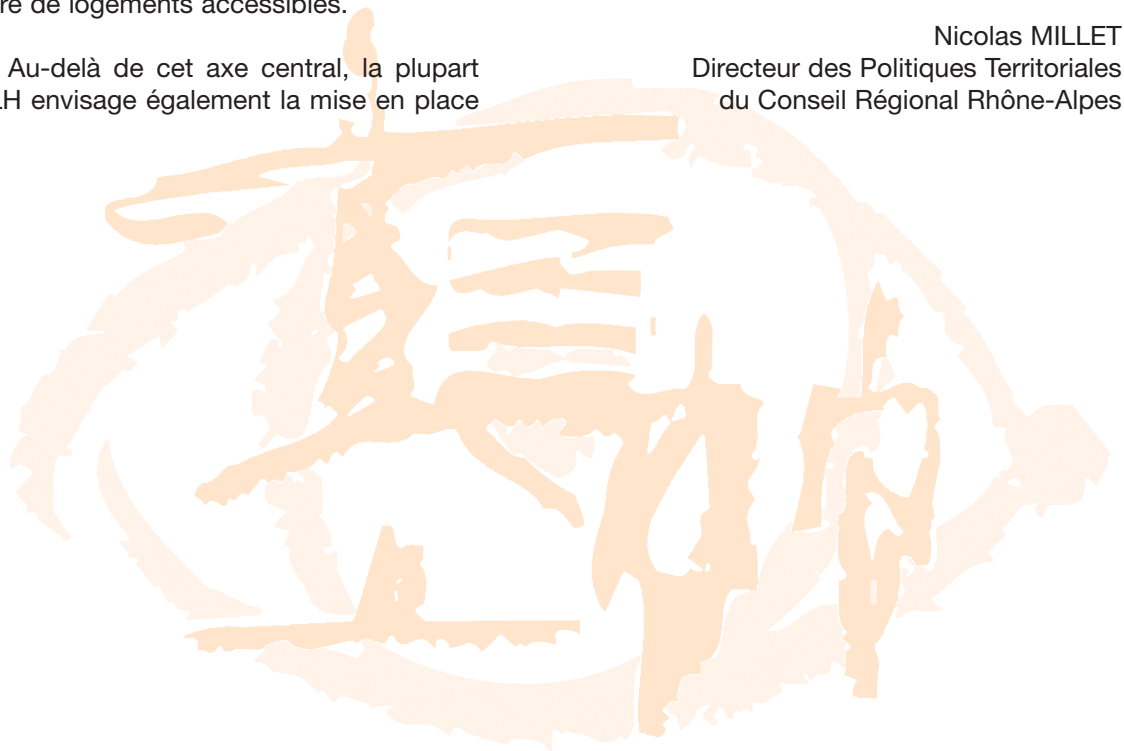 re de logements accessibles.
Au-delà de cet axe central, la plupart
LH envisage également la mise en place
Nicolas MILLET
Directeur des Politiques Territoriales
du Conseil Régional Rhône-Alpes